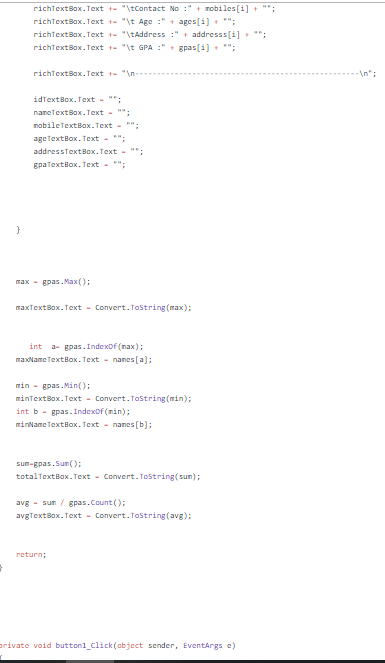 richTextBox.Text += "\tContact No :" + mobiles[i] + "";
richTextBox.Text += "\t Age :" + ages[i] + "";
richTextBox.Text += "\tAddress :" + addresss[i] + "";
richTextBox.Text += "\t GPA :" + gpas[i] + "";
richTextBox.Text += "\n--------------------------------------------------------\n";
idTextBox.Text = "";
nameTextBox.Text = "";
mobileTextBox.Text = "";
ageTextBox.Text = "";
addressTextBox.Text = "";
gpaTextBox.Text = "";
}
max = gpas.Max();
maxTextBox.Text = Convert.ToString(max);
int a= gpas.IndexOf(max);
maxNameTextBox.Text = names[a];
min = gpas.Min();
minTextBox.Text = Convert.ToString(min);
int b = gpas.IndexOf(min);
minNameTextBox.Text = names[b];
sum=gpas.Sum();
totalTextBox.Text = Convert.ToString(sum);
avg = sum / gpas.Count();
avgTextBox.Text = Convert.ToString(avg);
return;
}
private void button1_Click(object sender, EventArgs e)
{